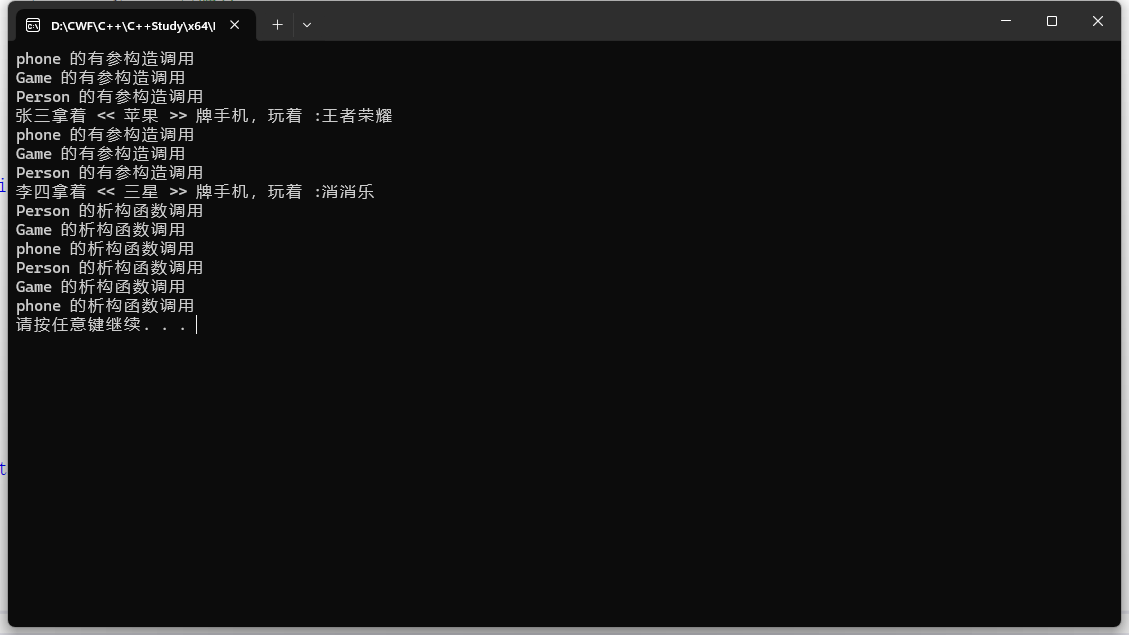 D:\CWF\C++\C++Study\x64\I
phone 的有参构造调用
Game 的有参构造调用
Person 的有参构造调用
张三拿着 << 苹果 >> 牌手机, 玩着 :王者荣耀
phone 的有参构造调用
Game 的有参构造调用
Person 的有参构造调用
李四拿着 << 三星 >> 牌手机, 玩着 :消消乐
Person 的析构函数调用
Game 的析构函数调用
phone 的析构函数调用
Person 的析构函数调用
Game 的析构函数调用
phone 的析构函数调用
请按任意键继续. . .